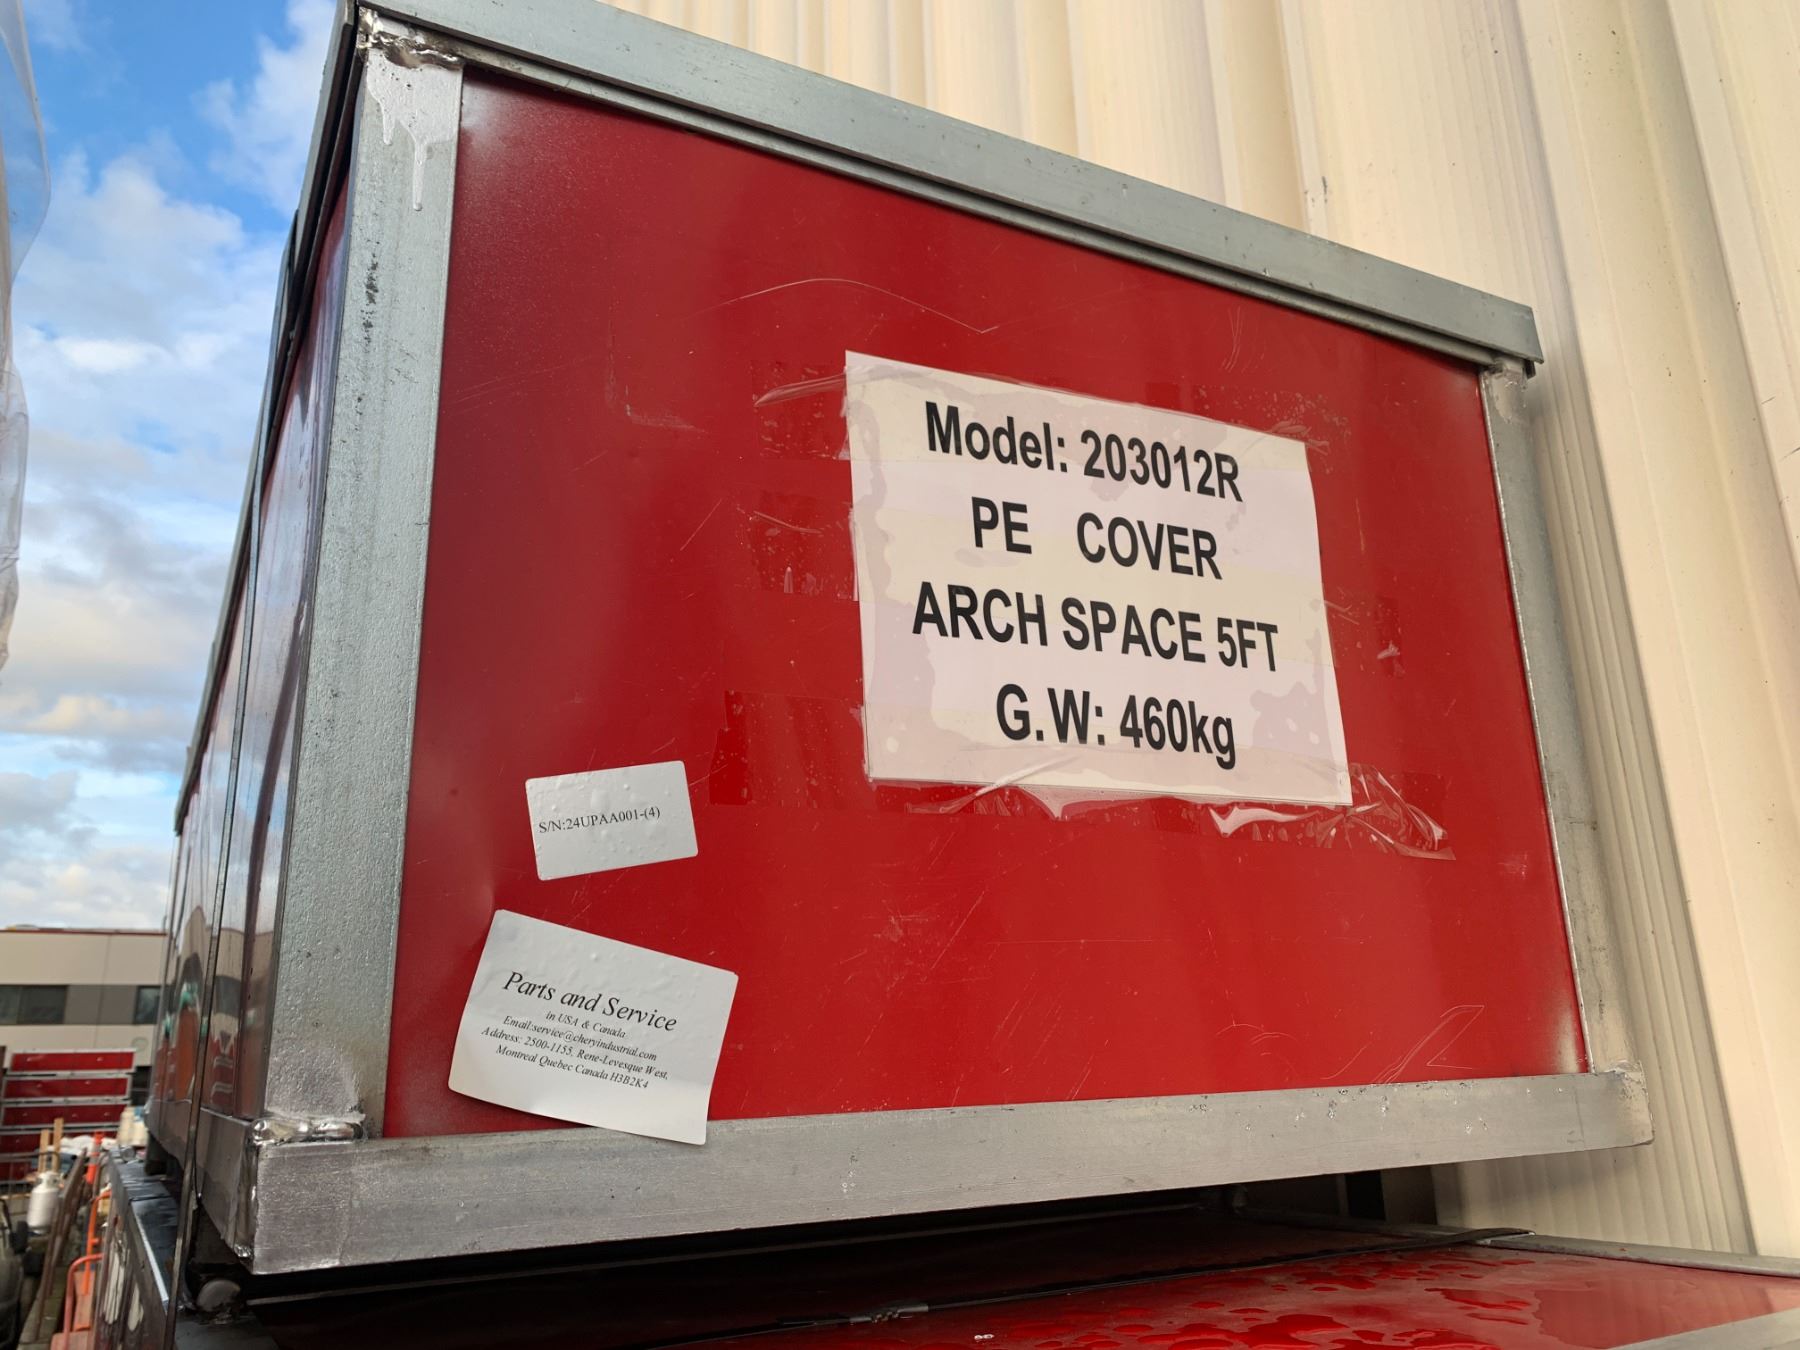 Model: 203012R
PE COVER
ARCH SPACE 5FT
G.W: 460kg
S/N:24UPAA001-(4)
Parts and Service
in USA & Canada
Email:service@cheryindustrial.com
Address: 2500-1155, Rene-Levesque West,
Montreal Quebec Canada H3B2K4